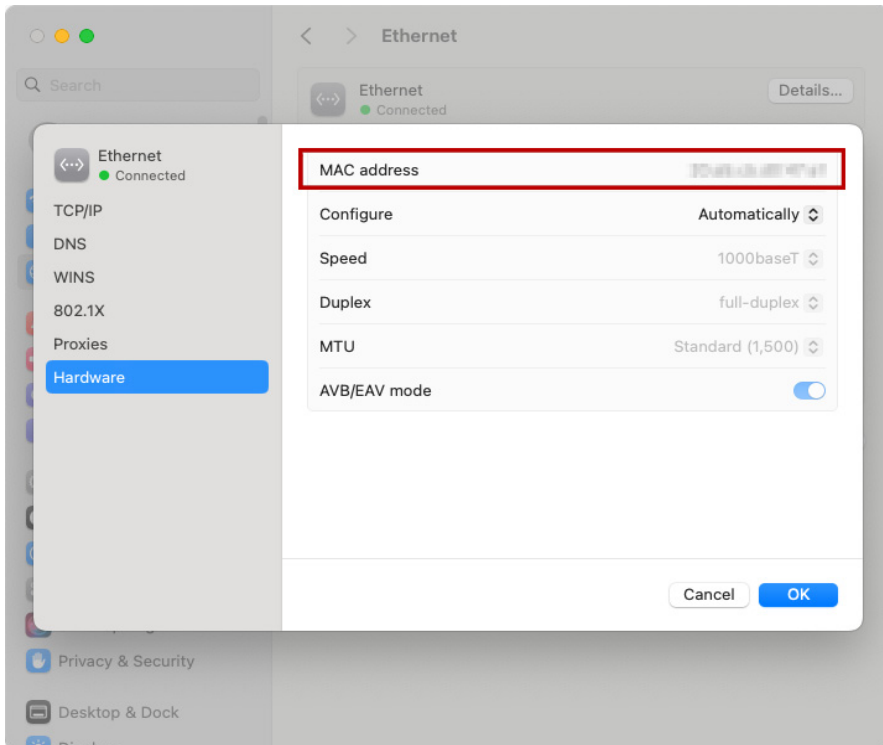 Ethernet
Search
Ethernet
Connected
Details...
Ethernet
Connected
TCP/IP
DNS
WINS
802.1X
Proxies
Hardware
MAC address
Configure Automatically
Speed 1000baseT
Duplex full-duplex
MTU Standard (1,500)
AVB/EAV mode
Cancel OK
Privacy & Security
Desktop & Dock